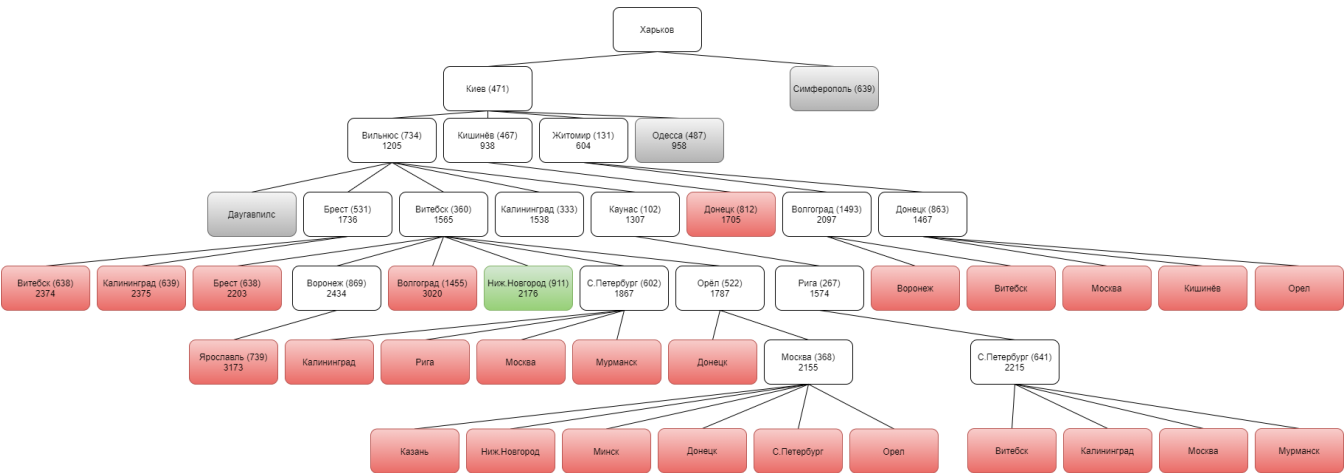 Харьков
Киев (471)
Симферополь (639)
Вильнюс (734)
1205
Кишинёв (467)
938
Житомир (131)
604
Одесса (487)
958
Даугавпилс
Брест (531)
1736
Витебск (360)
1565
Калининград (333)
1538
Каунас (102)
1307
Донецк (812)
1705
Волгоград (1493)
2097
Донецк (863)
1467
Витебск (638)
2374
Калининград (639)
2375
Брест (638)
2203
Воронеж (869)
2434
Волгоград (1455)
3020
Ниж.Новгород (911)
2176
С.Петербург (602)
1867
Орёл (522)
1787
Рига (267)
1574
Воронеж
Витебск
Москва
Кишинёв
Орел
Ярославль (739)
3173
Калининград
Рига
Москва
Мурманск
Донецк
Москва (368)
2155
С.Петербург (641)
2215
Казань
Ниж.Новгород
Минск
Донецк
С.Петербург
Орел
Витебск
Калининград
Москва
Мурманск